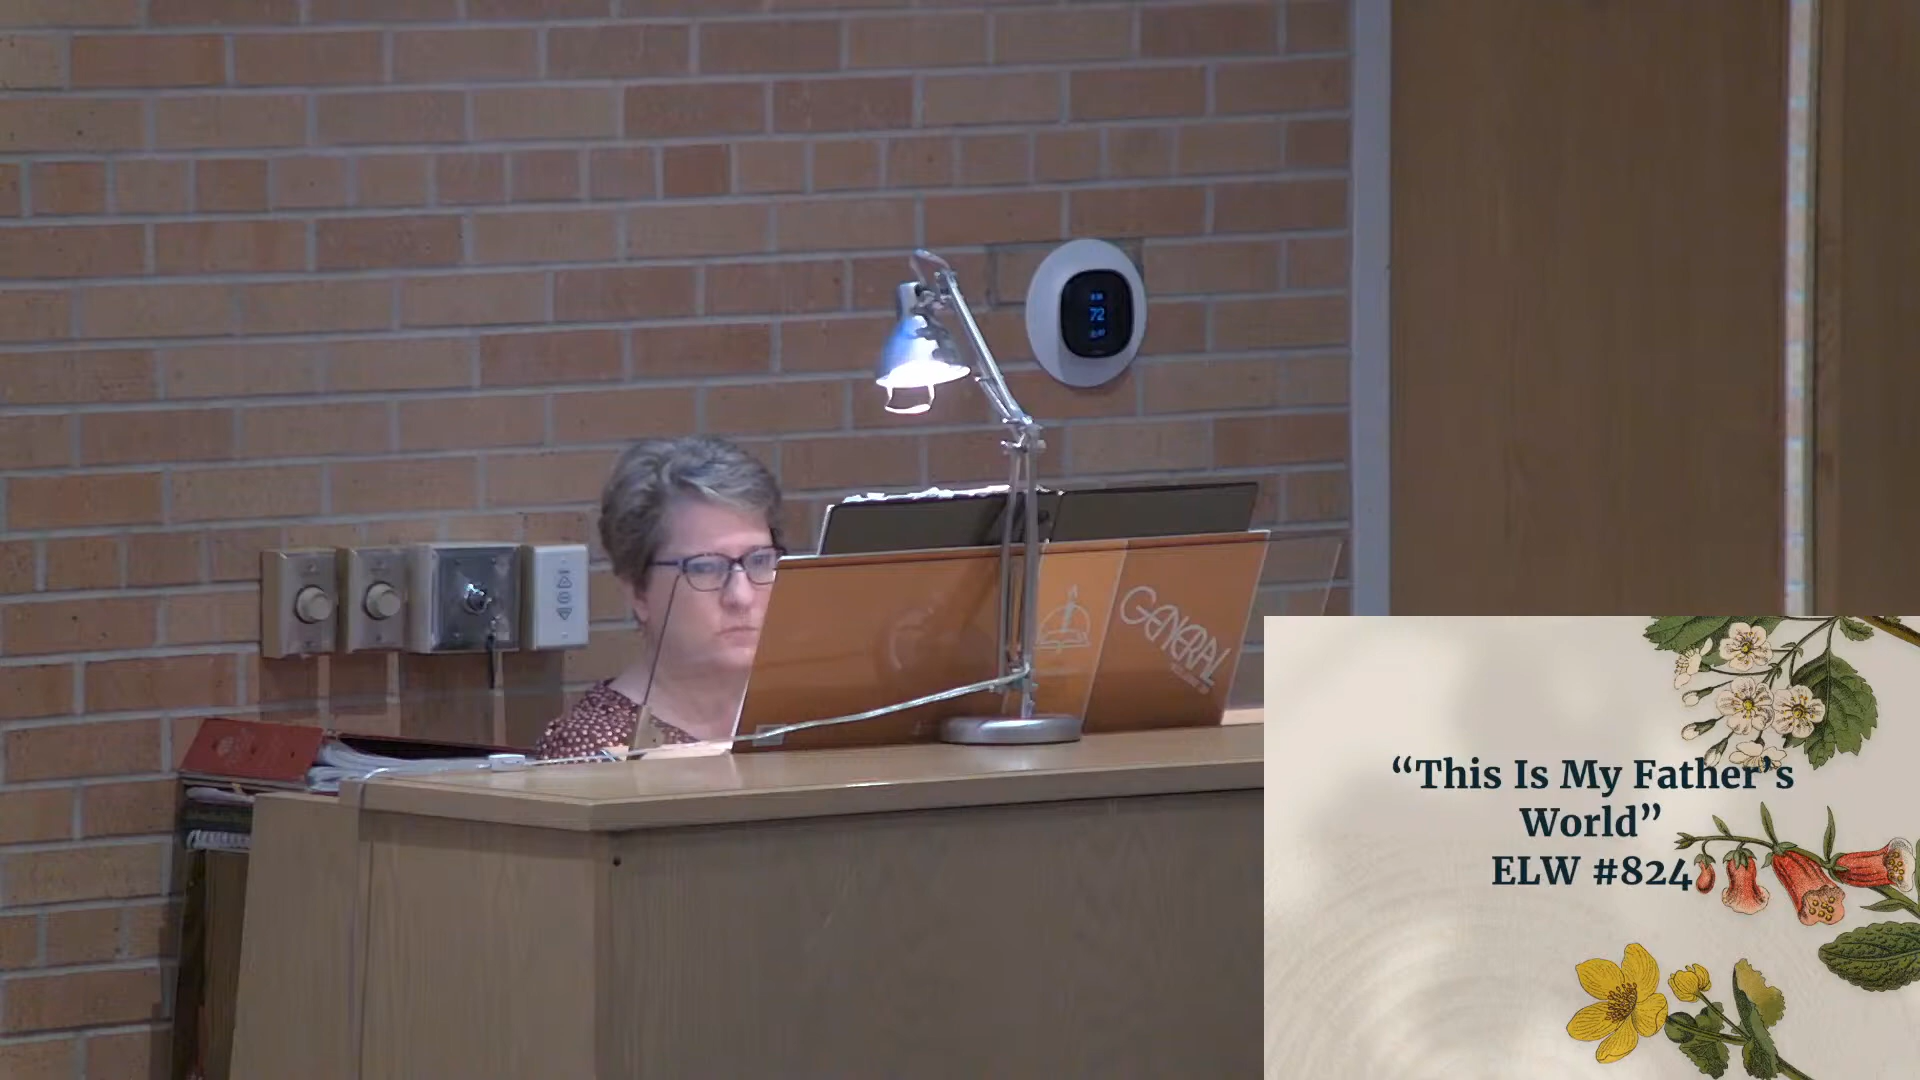 72
GENERAL
“This Is My Father’s
World”
ELW #824